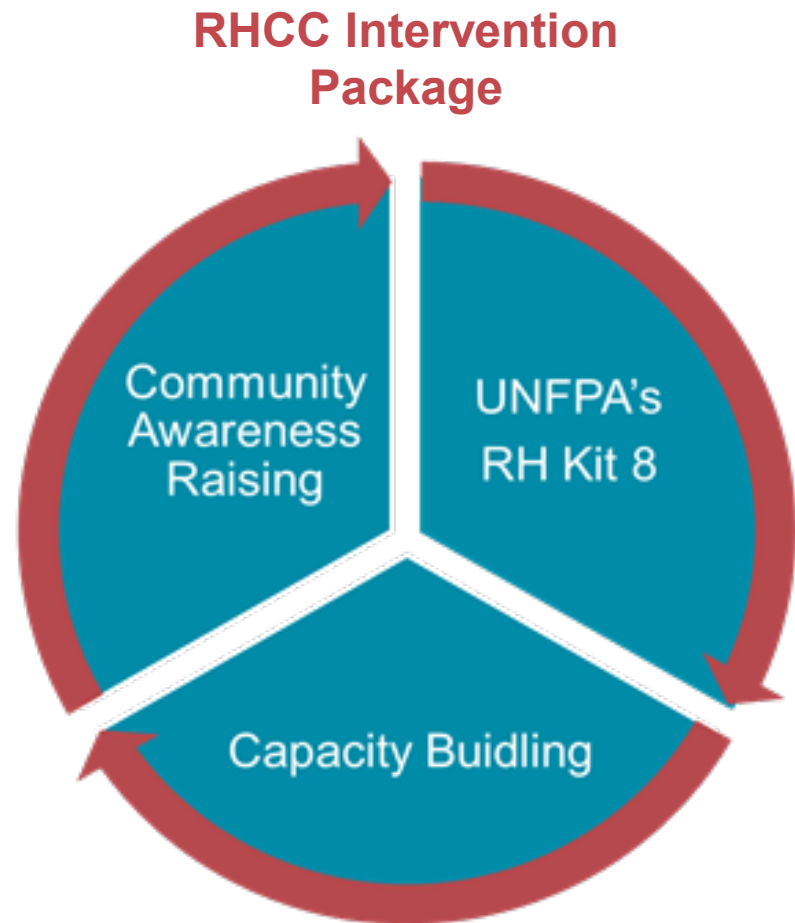 RHCC Intervention
Package
Community
Awareness
Raising
UNFPA’s
RH Kit 8
Capacity Buidling